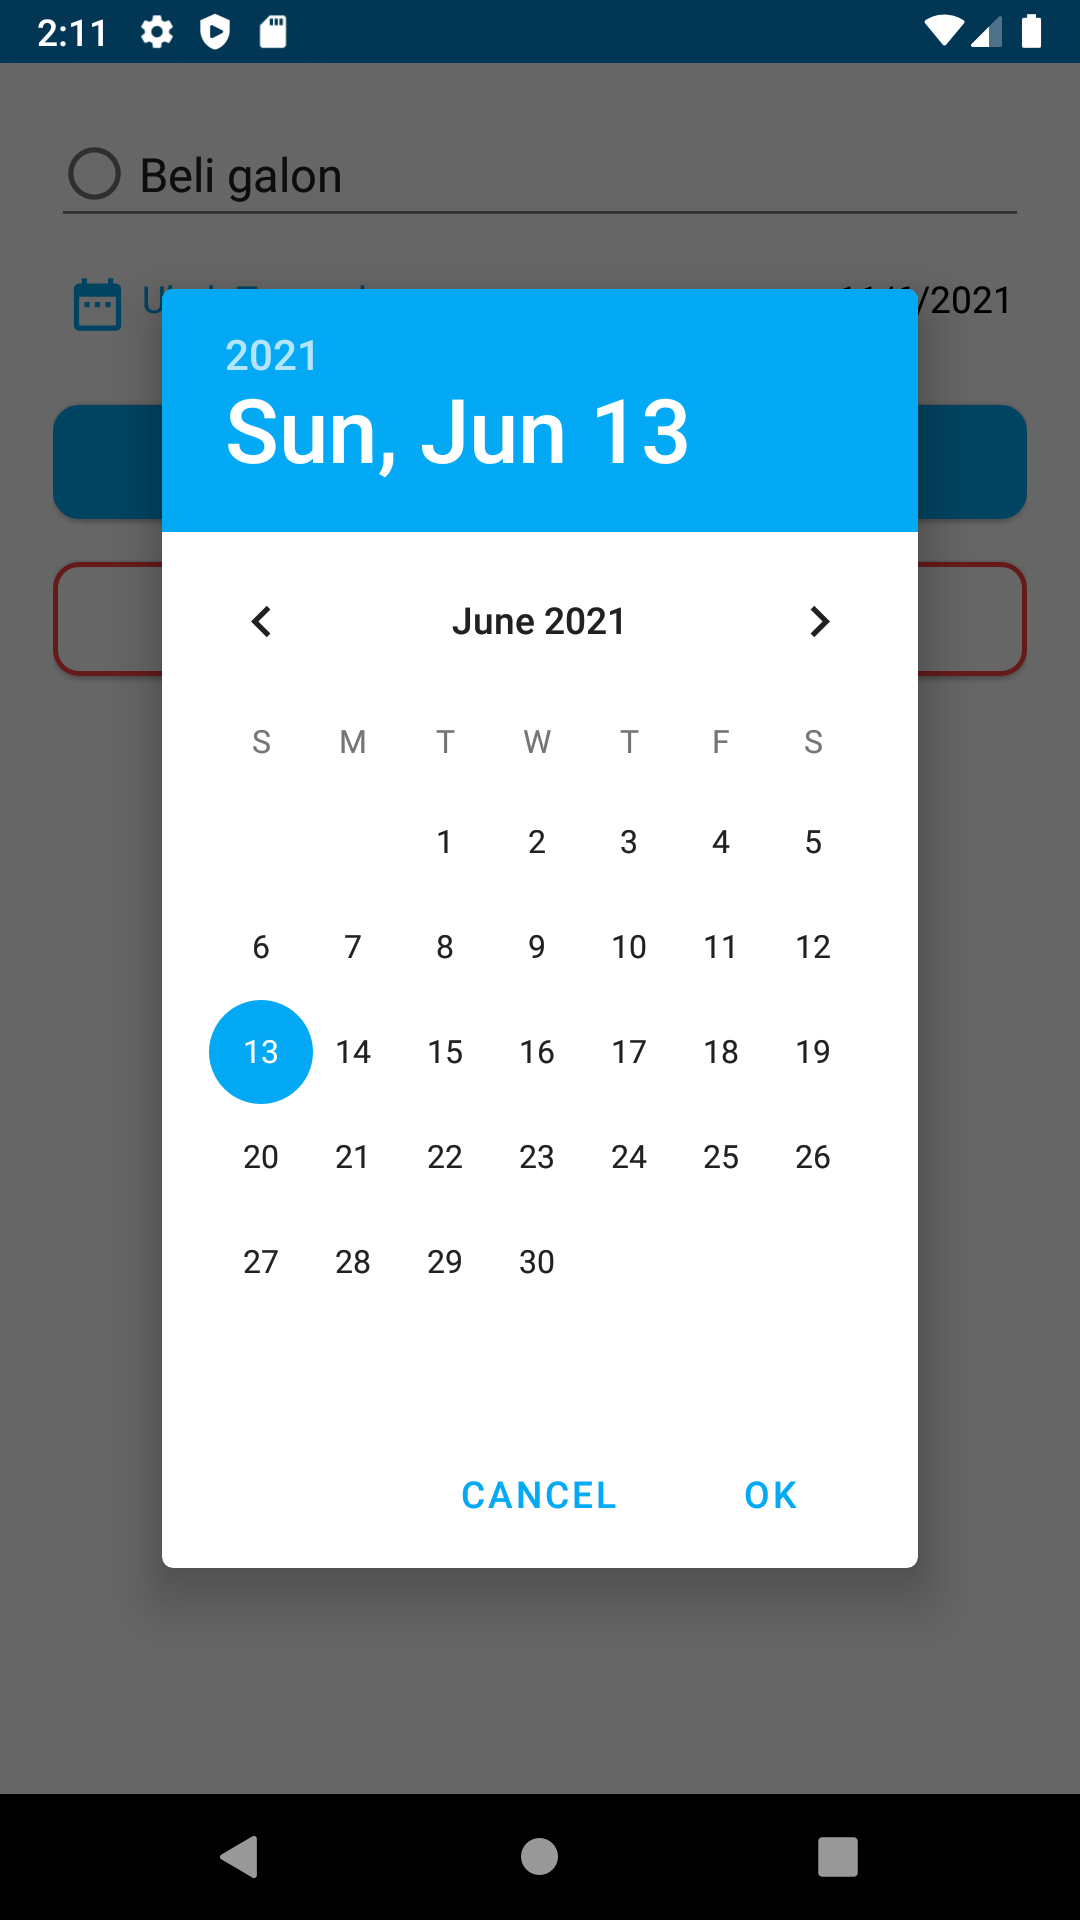 2:11
Beli galon
/2021
2021
Sun, Jun 13
June 2021
S M T W T F S
1 2 3 4 5
6 7 8 9 10 11 12
13 14 15 16 17 18 19
20 21 22 23 24 25 26
27 28 29 30
CANCEL OK